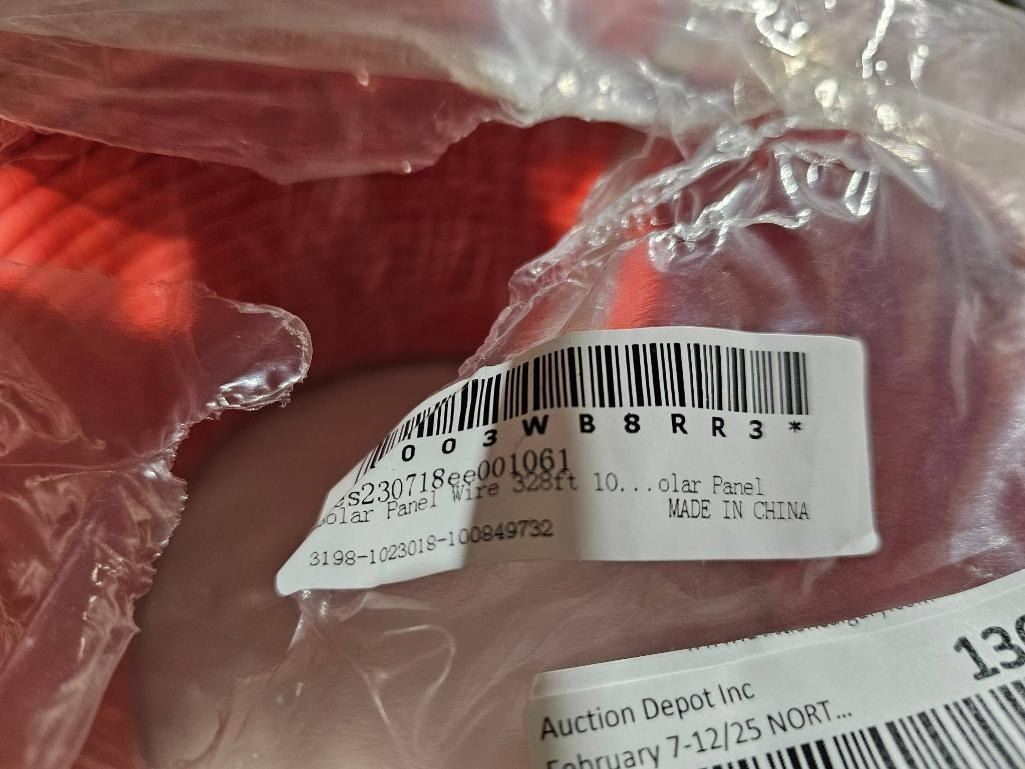 003WB8RR3*
s230718ee001061
olar Panel Wire 328ft 10...olar Panel
MADE IN CHINA
3198-1023018-100849732
139
Auction Depot Inc
February 7-12/25 NORT...